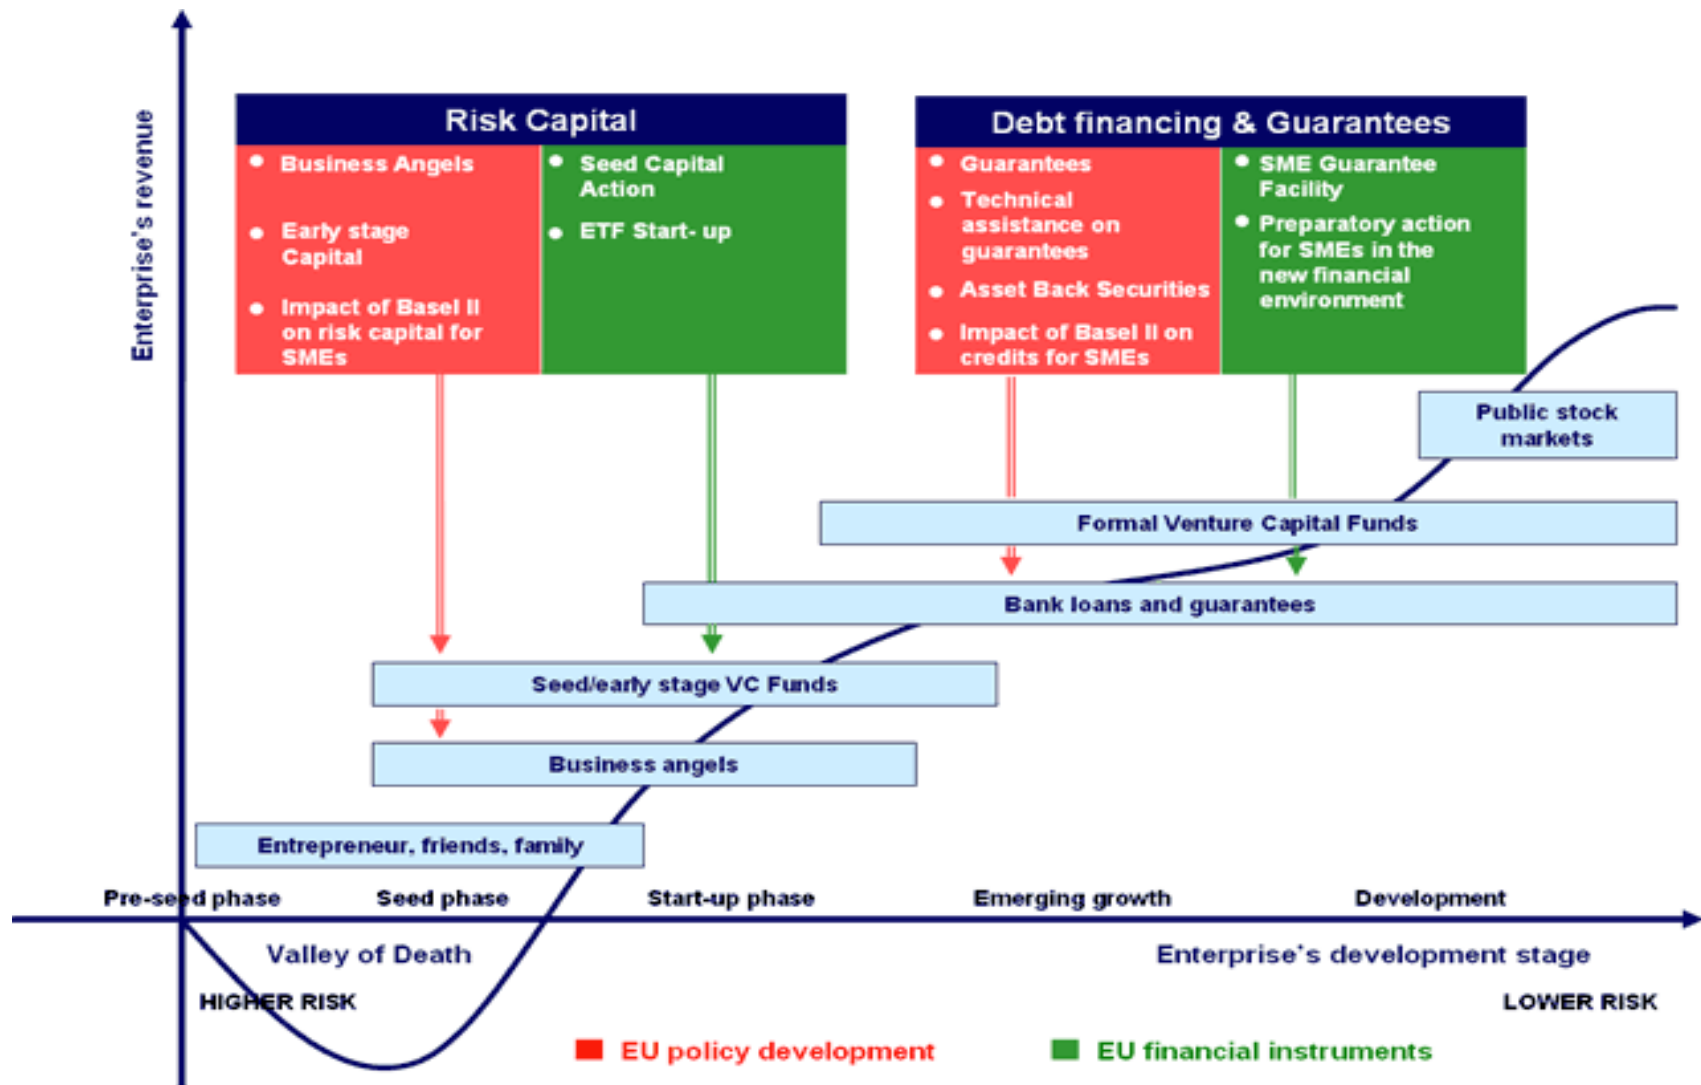 Enterprise's revenue
Risk Capital
Business Angels
Early stage
Capital
Impact of Basel II
on risk capital for
SMEs
Seed Capital
Action
ETF Start- up
Debt financing & Guarantees
Guarantees
Technical
assistance on
guarantees
Asset Back Securities
Impact of Basel II on
credits for SMEs
SME Guarantee
Facility
Preparatory action
for SMEs in the
new financial
environment
Public stock
markets
Formal Venture Capital Funds
Bank loans and guarantees
Seed/early stage VC Funds
Business angels
Entrepreneur, friends, family
Pre-seed phase
Seed phase
Start-up phase
Emerging growth
Development
Valley of Death
Enterprise's development stage
HIGHER RISK
LOWER RISK
EU policy development
EU financial instruments